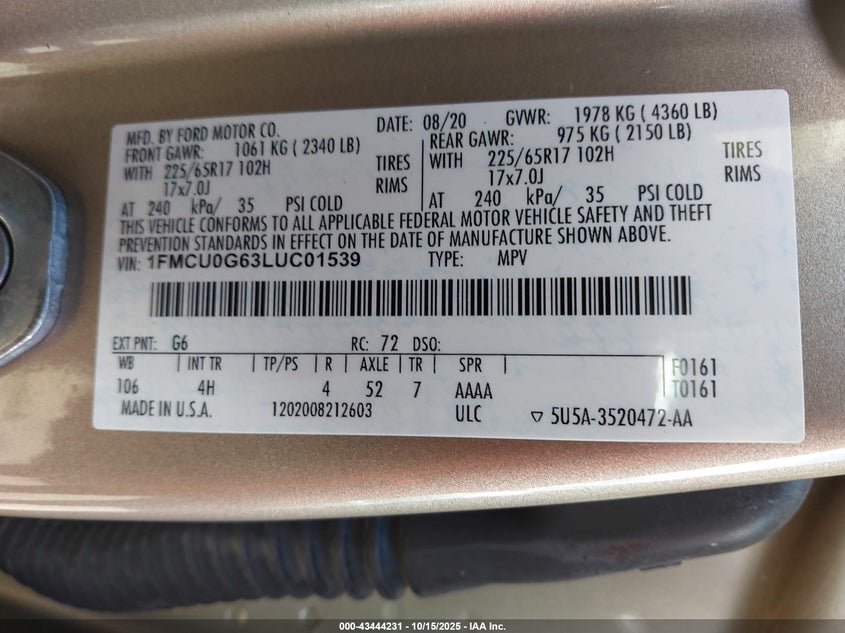 MFD. BY FORD MOTOR CO. DATE: 08/20 GVWR: 1978 KG ( 4360 LB)
FRONT GAWR: 1061 KG ( 2340 LB) REAR GAWR: 975 KG ( 2150 LB)
WITH 225/65R17 102H TIRES WITH 225/65R17 102H TIRES
17x7.0J RIMS 17x7.0J RIMS
AT 240 kPa/ 35 PSI COLD AT 240 kPa/ 35 PSI COLD
THIS VEHICLE CONFORMS TO ALL APPLICABLE FEDERAL MOTOR VEHICLE SAFETY AND THEFT
PREVENTION STANDARDS IN EFFECT ON THE DATE OF MANUFACTURE SHOWN ABOVE.
VIN: 1FMCU0G63LUC01539 TYPE: MPV
EXT PNT: G6 RC: 72 DSO:
WB INT TR TP/PS R AXLE TR SPR F0161
106 4H 4 52 7 AAAA T0161
MADE IN U.S.A. 1202008212603 ULC ▽ 5U5A-3520472-AA
000-43444231 - 10/15/2025 - IAA Inc.